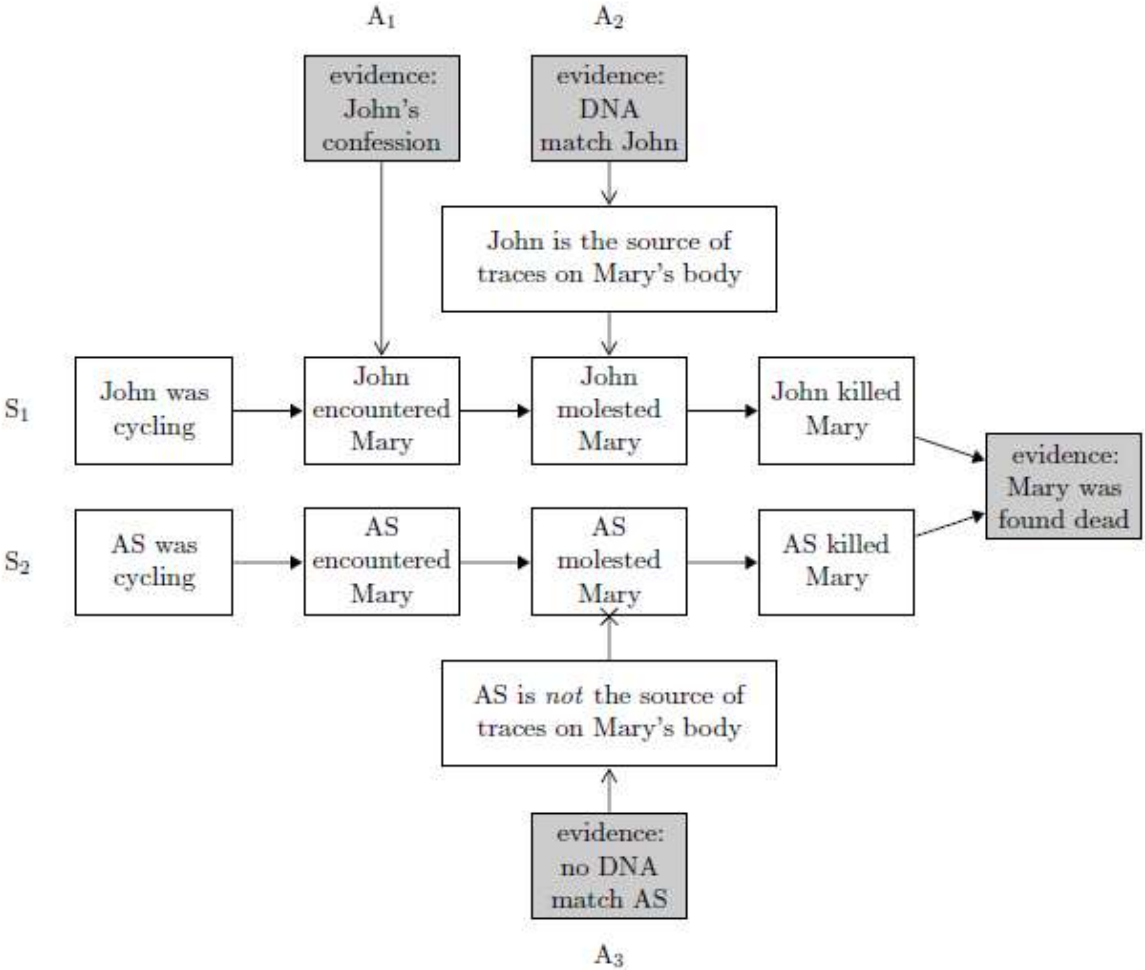 A1
A2
evidence:
John's
confession
evidence:
DNA
match John
John is the source of
traces on Mary's body
S1
John was
cycling
John
encountered
Mary
John
molested
Mary
John killed
Mary
evidence:
Mary was
found dead
S2
AS was
cycling
AS
encountered
Mary
AS
molested
Mary
AS killed
Mary
AS is not the source of
traces on Mary's body
evidence:
no DNA
match AS
A3